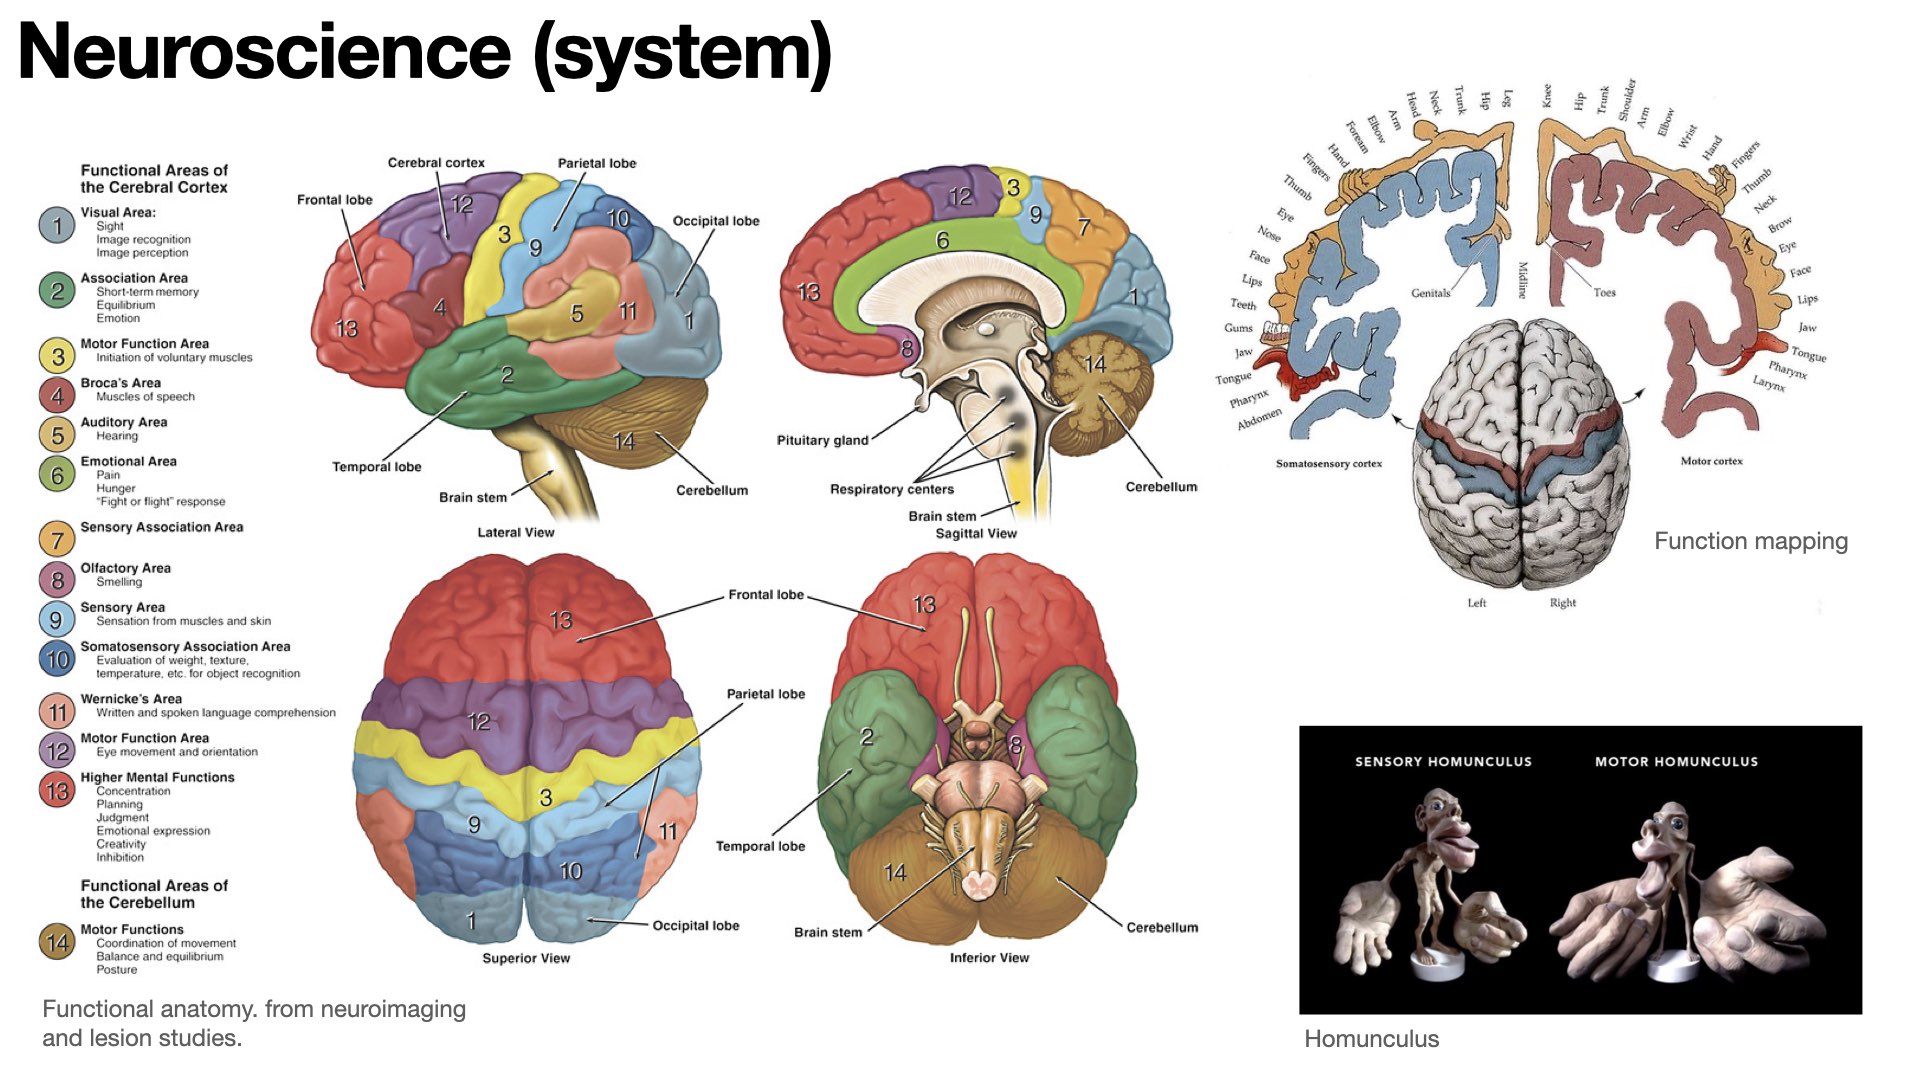 Neuroscience (system)
Functional Areas of
the Cerebral Cortex
1
Visual Area:
Sight
Image recognition
Image perception
2
Association Area
Short-term memory
Equilibrium
Emotion
3
Motor Function Area
Initiation of voluntary muscles
4
Broca's Area
Muscles of speech
5
Auditory Area
Hearing
6
Emotional Area
Pain
Hunger
"Fight or flight" response
7
Sensory Association Area
8
Olfactory Area
Smelling
9
Sensory Area
Sensation from muscles and skin
10
Somatosensory Association Area
Evaluation of weight, texture,
temperature, etc. for object recognition
11
Wernicke's Area
Written and spoken language comprehension
12
Motor Function Area
Eye movement and orientation
13
Higher Mental Functions
Concentration
Planning
Judgment
Emotional expression
Creativity
Inhibition
Functional Areas of
the Cerebellum
14
Motor Functions
Coordination of movement
Balance and equilibrium
Posture
Functional anatomy. from neuroimaging
and lesion studies.
Cerebral cortex
Parietal lobe
Frontal lobe
Occipital lobe
12
10
3
9
4
5
11
1
13
2
14
Temporal lobe
Brain stem
Cerebellum
Lateral View
12
3
9
7
6
13
1
8
14
Pituitary gland
Respiratory centers
Cerebellum
Brain stem
Sagittal View
13
12
3
9
11
10
1
Frontal lobe
Parietal lobe
Temporal lobe
Occipital lobe
Superior View
13
2
8
14
Brain stem
Cerebellum
Inferior View
Leg
Hip
Trunk
Neck
Head
Arm
Elbow
Foream
Hand
Fingers
Thumb
Eye
Nose
Face
Lips
Teeth
Gums
Jaw
Tongue
Pharynx
Abdomen
Genitals
Midline
Somatosensory cortex
Knee
Hip
Trunk
Shoulder
Arm
Elbow
Wrist
Hand
Fingers
Thumb
Neck
Brow
Eye
Face
Lips
Jaw
Tongue
Pharynx
Larynx
Toes
Motor cortex
Left
Right
Function mapping
SENSORY HOMUNCULUS
MOTOR HOMUNCULUS
Homunculus